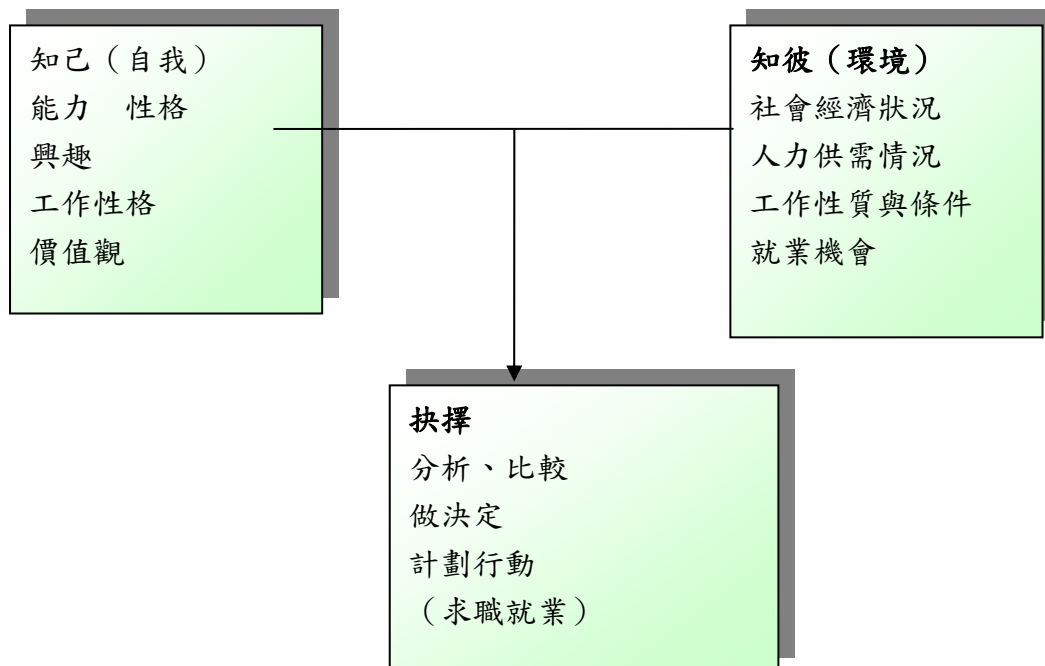 知己（自我）
能力　性格
興趣
工作性格
價值觀
知彼（環境）
社會經濟狀況
人力供需情況
工作性質與條件
就業機會
抉擇
分析、比較
做決定
計劃行動
（求職就業）